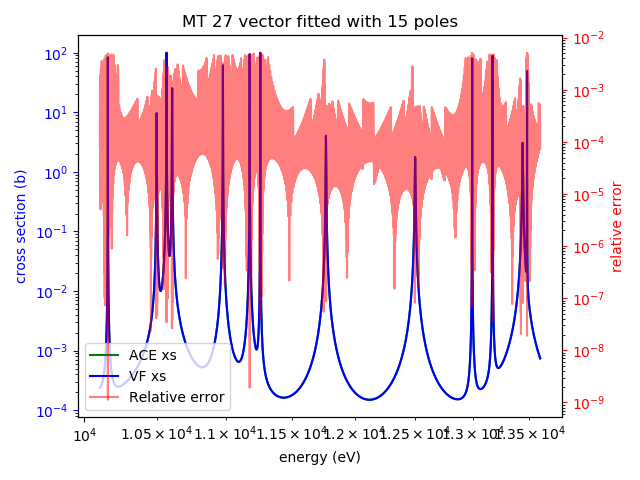 MT 27 vector fitted with 15 poles
cross section (b)
10²
10¹
10⁰
10⁻¹
10⁻²
10⁻³
10⁻⁴
10⁻²
10⁻³
10⁻⁴
10⁻⁵
10⁻⁶
10⁻⁷
10⁻⁸
10⁻⁹
relative error
ACE xs
VF xs
Relative error
10⁴ 1.05×10⁴ 1.1×10⁴ 1.15×10⁴ 1.2×10⁴ 1.25×10⁴ 1.3×10⁴ 1.35×10⁴
energy (eV)